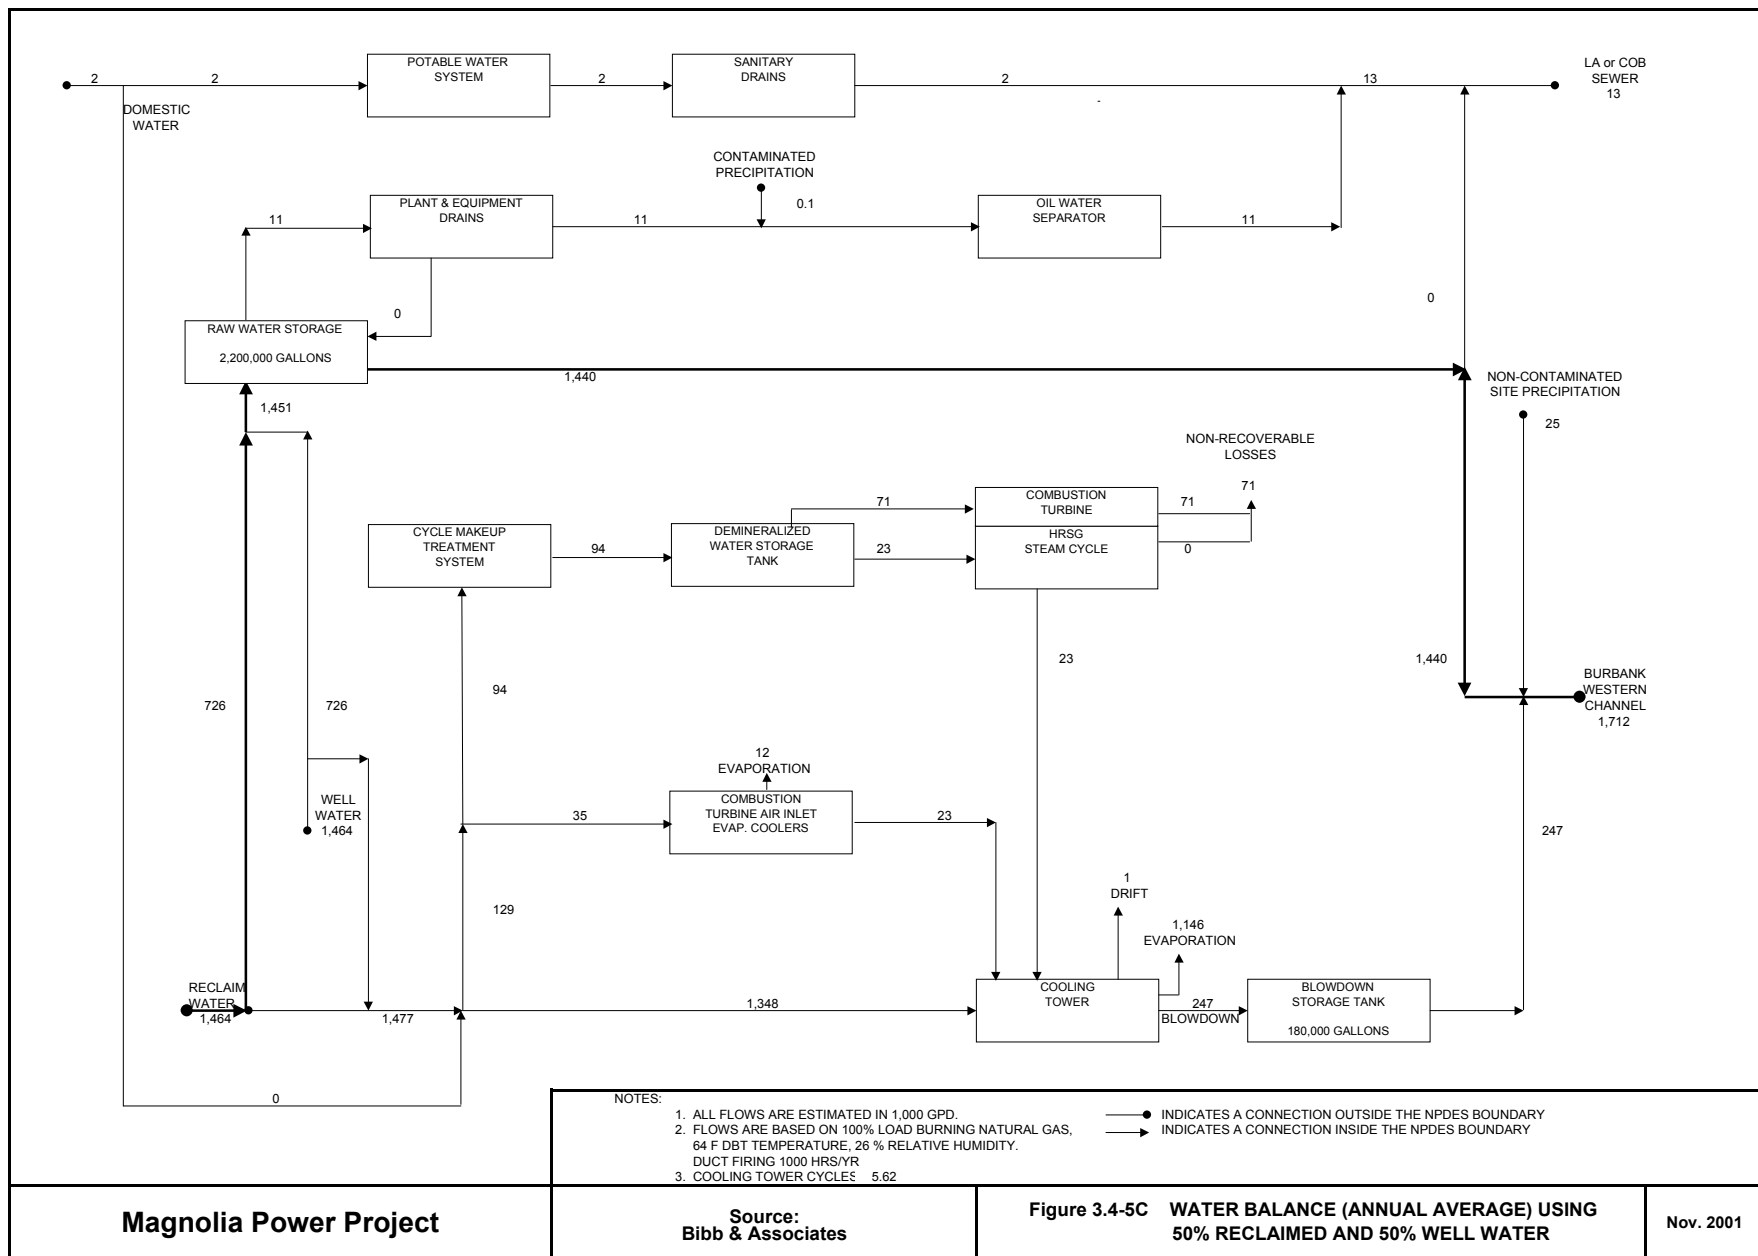 2
2
POTABLE WATER
SYSTEM
2
SANITARY
DRAINS
2
13
LA or COB
SEWER
13
DOMESTIC
WATER
CONTAMINATED
PRECIPITATION
0.1
11
PLANT & EQUIPMENT
DRAINS
11
OIL WATER
SEPARATOR
11
0
0
RAW WATER STORAGE
2,200,000 GALLONS
1,440
NON-CONTAMINATED
SITE PRECIPITATION
25
1,451
NON-RECOVERABLE
LOSSES
71
CYCLE MAKEUP
TREATMENT
SYSTEM
94
DEMINERALIZED
WATER STORAGE
TANK
71
23
COMBUSTION
TURBINE
HRSG
STEAM CYCLE
71
0
23
1,440
BURBANK
WESTERN
CHANNEL
1,712
726
726
94
12
EVAPORATION
WELL
WATER
1,464
35
COMBUSTION
TURBINE AIR INLET
EVAP. COOLERS
23
247
129
1
DRIFT
1,146
EVAPORATION
RECLAIM
WATER
1,464
1,477
1,348
COOLING
TOWER
247
BLOWDOWN
BLOWDOWN
STORAGE TANK
180,000 GALLONS
0
NOTES:
1. ALL FLOWS ARE ESTIMATED IN 1,000 GPD.
2. FLOWS ARE BASED ON 100% LOAD BURNING NATURAL GAS,
64 F DBT TEMPERATURE, 26 % RELATIVE HUMIDITY.
DUCT FIRING 1000 HRS/YR
3. COOLING TOWER CYCLES 5.62
INDICATES A CONNECTION OUTSIDE THE NPDES BOUNDARY
INDICATES A CONNECTION INSIDE THE NPDES BOUNDARY
Magnolia Power Project
Source:
Bibb & Associates
Figure 3.4-5C WATER BALANCE (ANNUAL AVERAGE) USING
50% RECLAIMED AND 50% WELL WATER
Nov. 2001